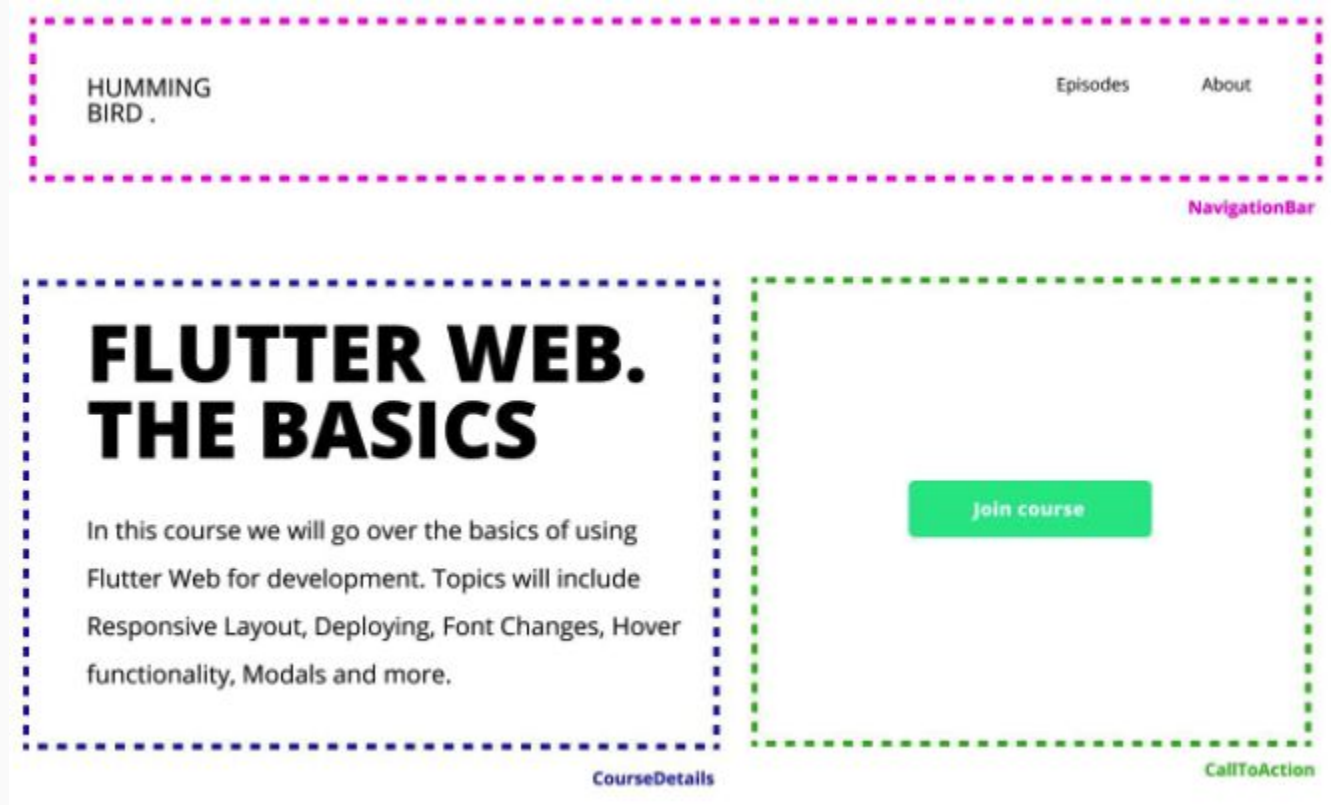 HUMMING
BIRD .
Episodes About
NavigationBar
FLUTTER WEB.
THE BASICS
In this course we will go over the basics of using
Flutter Web for development. Topics will include
Responsive Layout, Deploying, Font Changes, Hover
functionality, Modals and more.
CourseDetails
Join course
CallToAction